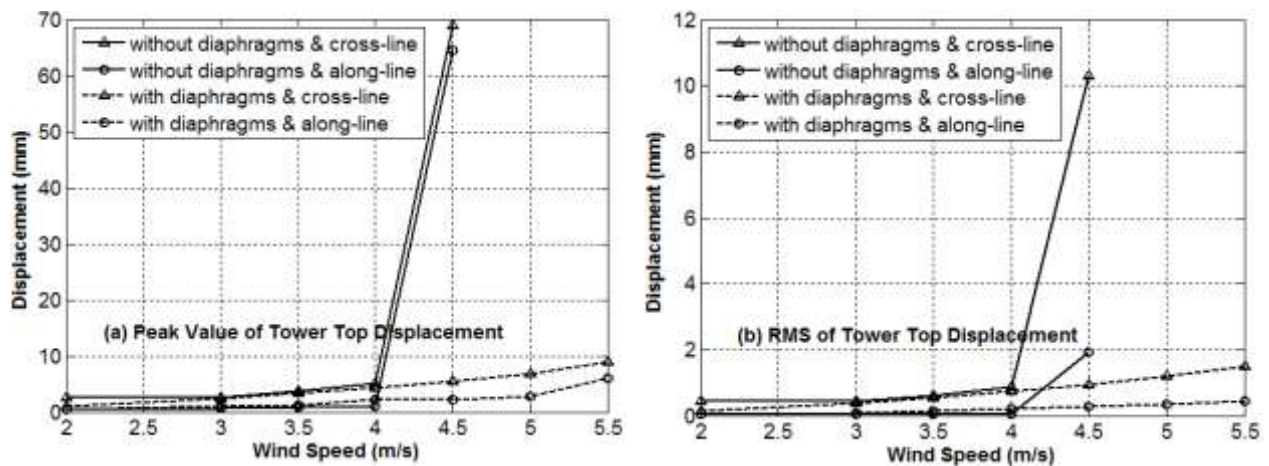 70
60
50
40
30
20
10
0
Displacement (mm)
without diaphragms & cross-line
without diaphragms & along-line
with diaphragms & cross-line
with diaphragms & along-line
(a) Peak Value of Tower Top Displacement
2 2.5 3 3.5 4 4.5 5 5.5
Wind Speed (m/s)
12
10
8
6
4
2
0
Displacement (mm)
without diaphragms & cross-line
without diaphragms & along-line
with diaphragms & cross-line
with diaphragms & along-line
(b) RMS of Tower Top Displacement
2 2.5 3 3.5 4 4.5 5 5.5
Wind Speed (m/s)